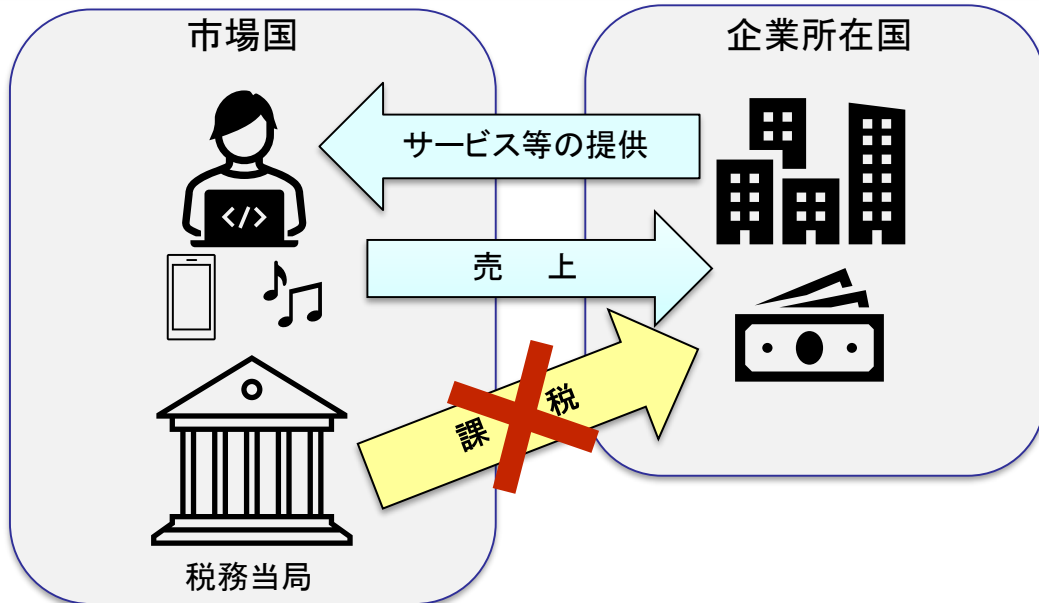 市場国
企業所在国
サービス等の提供
</>
売　上
課　税
税務当局